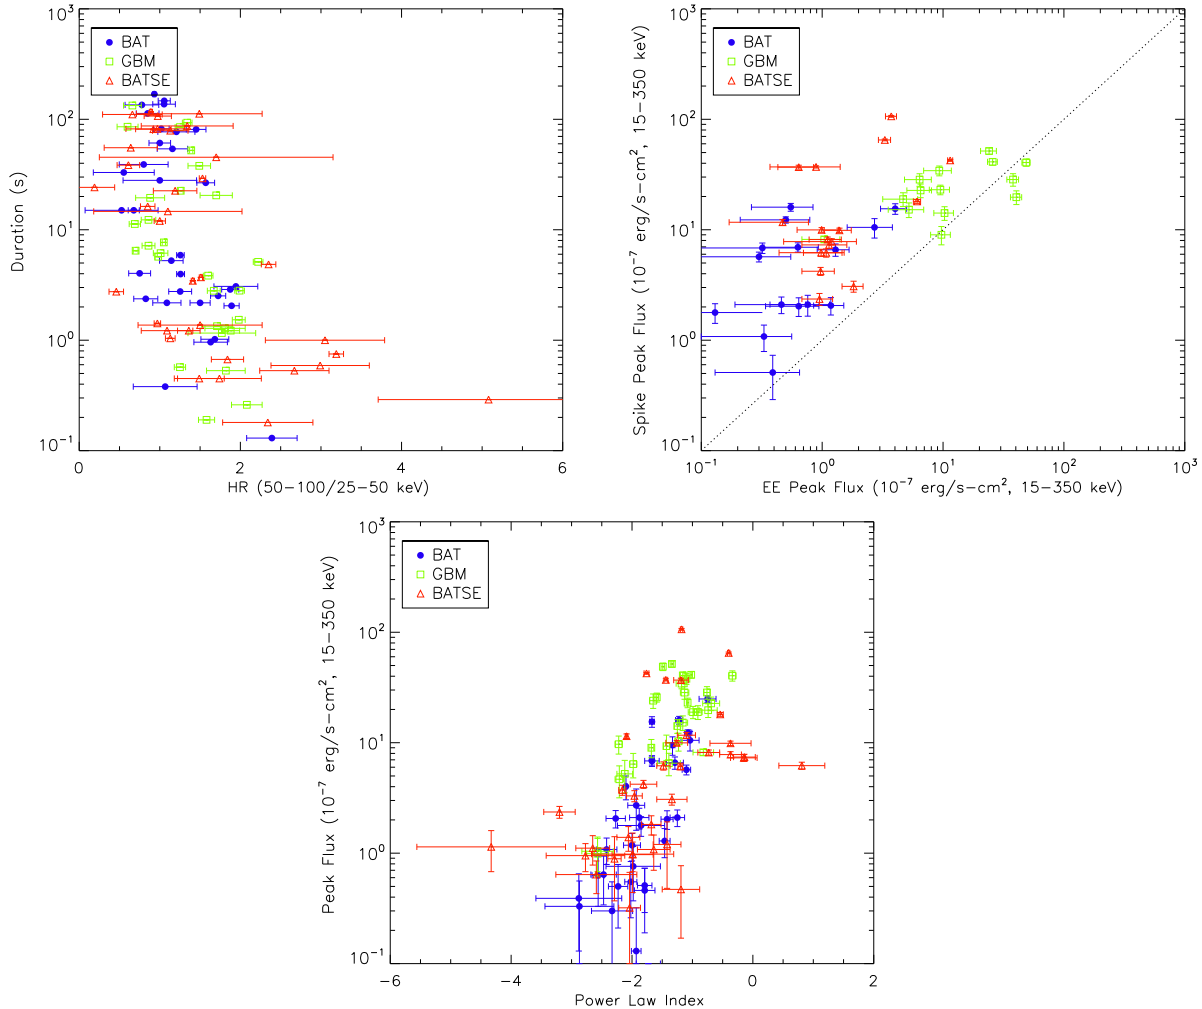 10³
10²
10¹
10⁰
10⁻¹
Duration (s)
BAT
GBM
BATSE
0
2
4
6
HR (50−100/25−50 keV)
10³
10²
10¹
10⁰
10⁻¹
Spike Peak Flux (10⁻⁷ erg/s−cm², 15−350 keV)
BAT
GBM
BATSE
10⁻¹
10⁰
10¹
10²
10³
EE Peak Flux (10⁻⁷ erg/s−cm², 15−350 keV)
10³
10²
10¹
10⁰
10⁻¹
Peak Flux (10⁻⁷ erg/s−cm², 15−350 keV)
BAT
GBM
BATSE
−6
−4
−2
0
2
Power Law Index